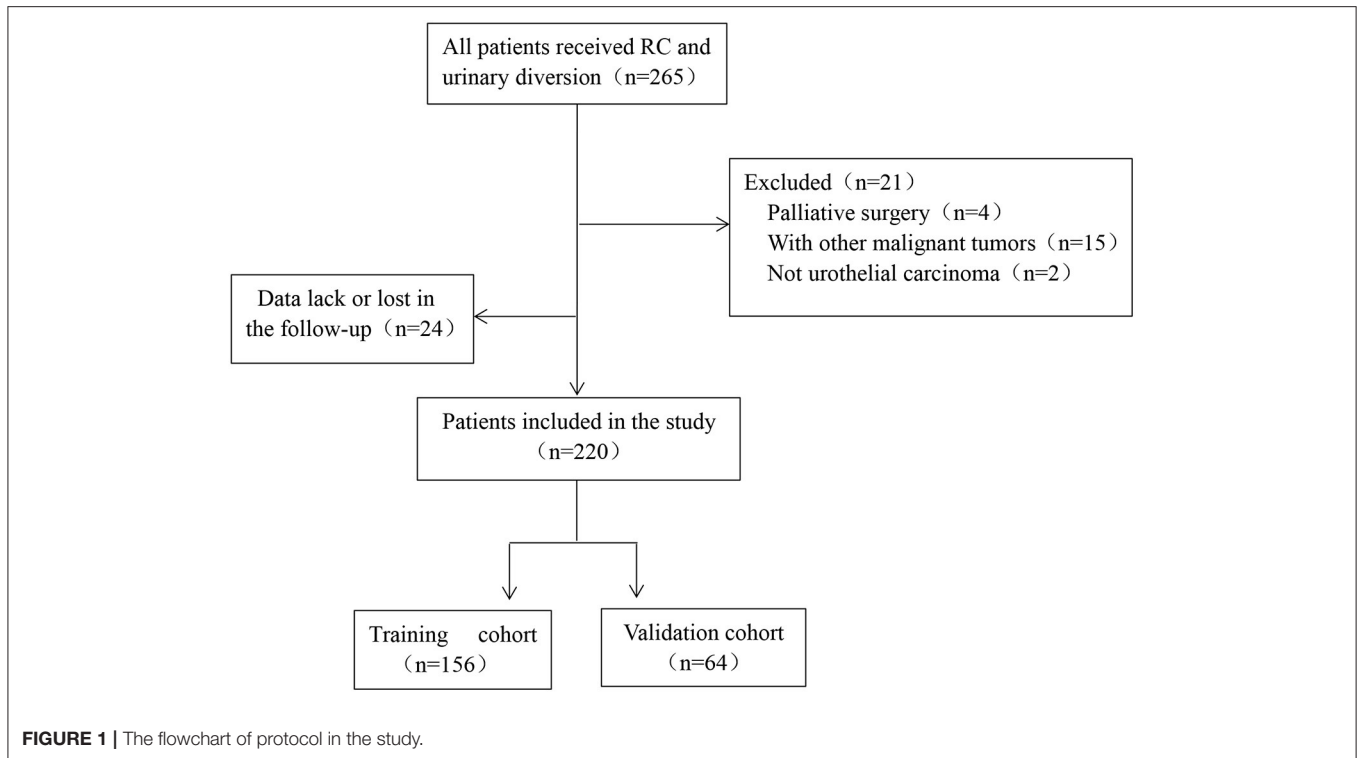 All patients received RC and
urinary diversion（n=265）
Excluded（n=21）
Palliative surgery（n=4）
With other malignant tumors（n=15）
Not urothelial carcinoma（n=2）
Data lack or lost in
the follow-up（n=24）
Patients included in the study
（n=220）
Training cohort
（n=156）
Validation cohort
（n=64）
FIGURE 1 | The flowchart of protocol in the study.